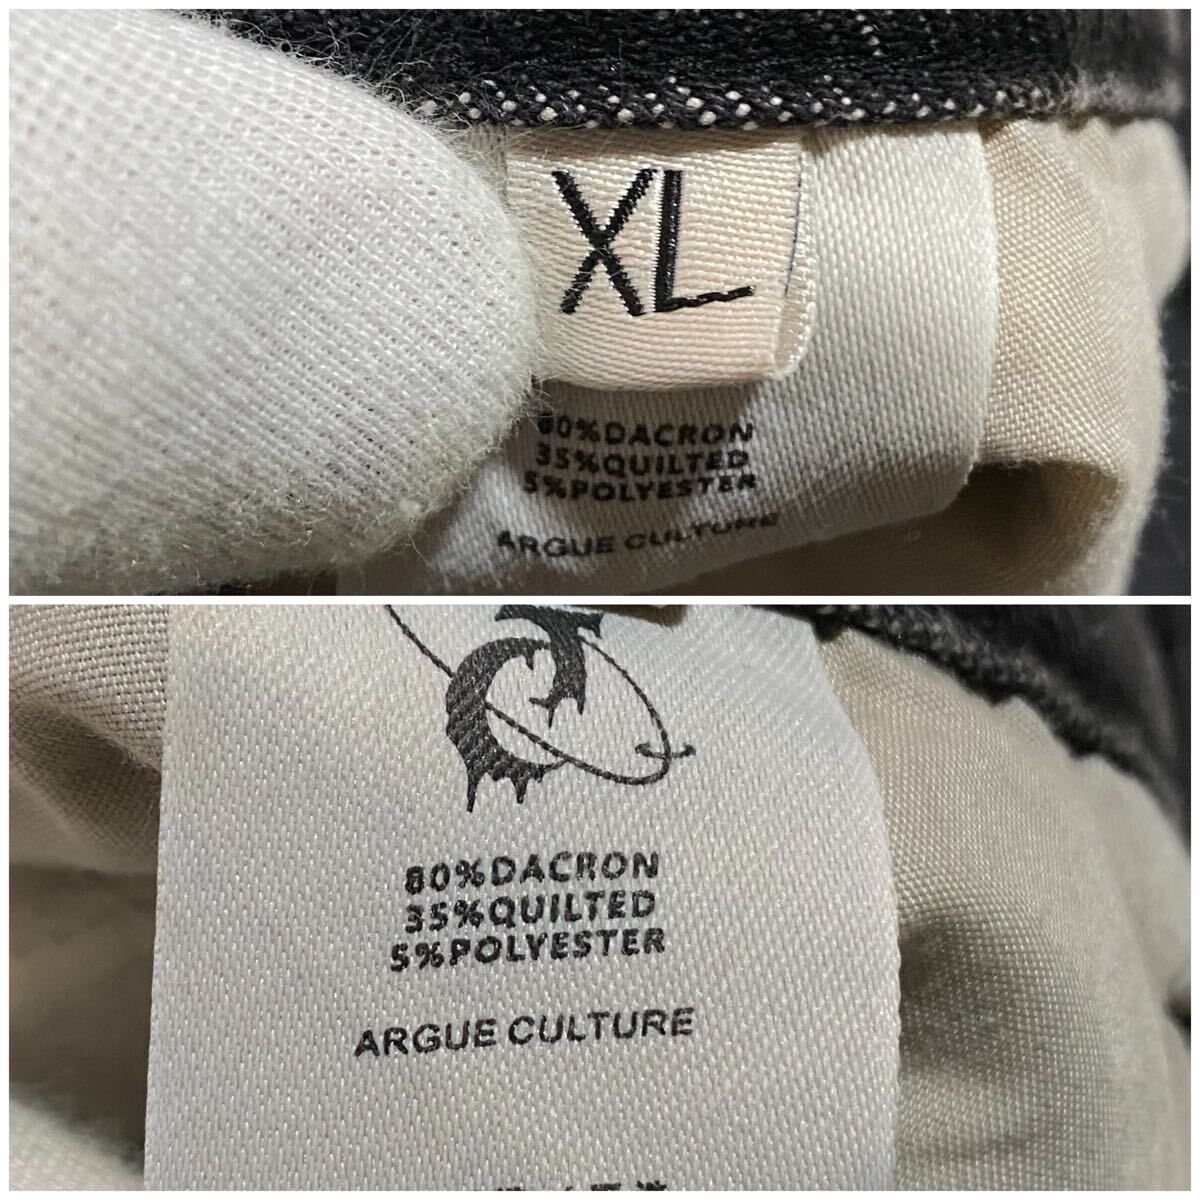 XL
80%DACRON
35%QUILTED
5%POLYESTER
ARGUE CULTURE
80%DACRON
35%QUILTED
5%POLYESTER
ARGUE CULTURE